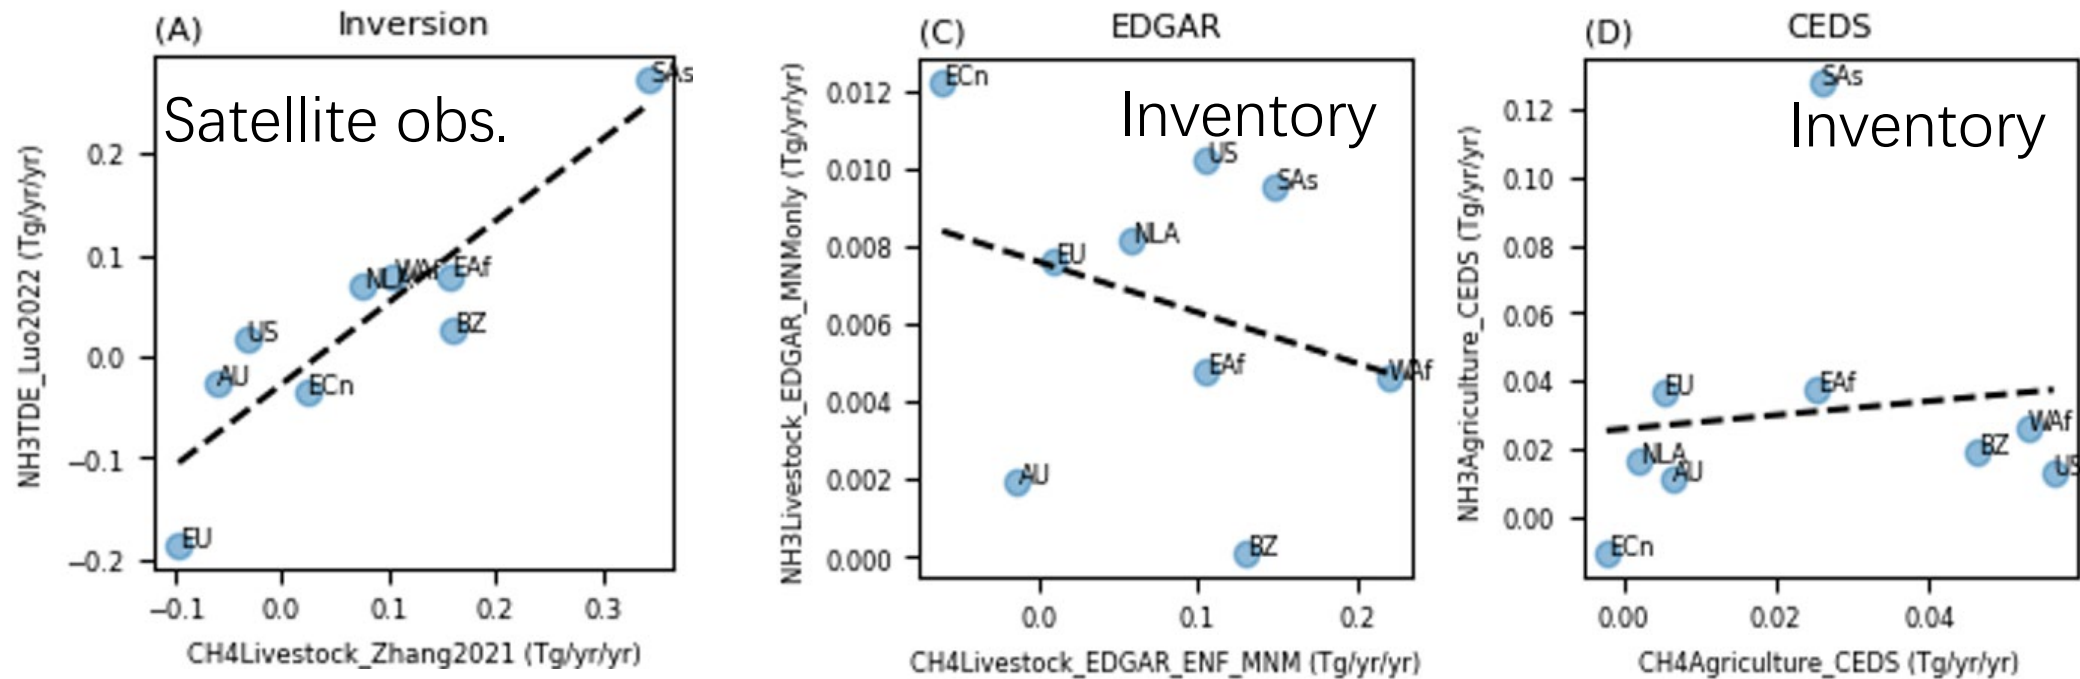 (A)
Inversion
Satellite obs.
SAs
NLA
WAf
EAf
BZ
US
AU
ECn
EU
0.2
0.1
0.0
−0.1
−0.2
−0.1
0.0
0.1
0.2
0.3
NH3TDE_Luo2022 (Tg/yr/yr)
CH4Livestock_Zhang2021 (Tg/yr/yr)
(C)
EDGAR
Inventory
ECn
US
SAs
NLA
EU
EAf
WAf
AU
BZ
0.012
0.010
0.008
0.006
0.004
0.002
0.000
0.0
0.1
0.2
NH3Livestock_EDGAR_MNMonly (Tg/yr/yr)
CH4Livestock_EDGAR_ENF_MNM (Tg/yr/yr)
(D)
CEDS
Inventory
SAs
EU
EAf
WAf
NLA
AU
BZ
US
ECn
0.12
0.10
0.08
0.06
0.04
0.02
0.00
0.00
0.02
0.04
NH3Agriculture_CEDS (Tg/yr/yr)
CH4Agriculture_CEDS (Tg/yr/yr)